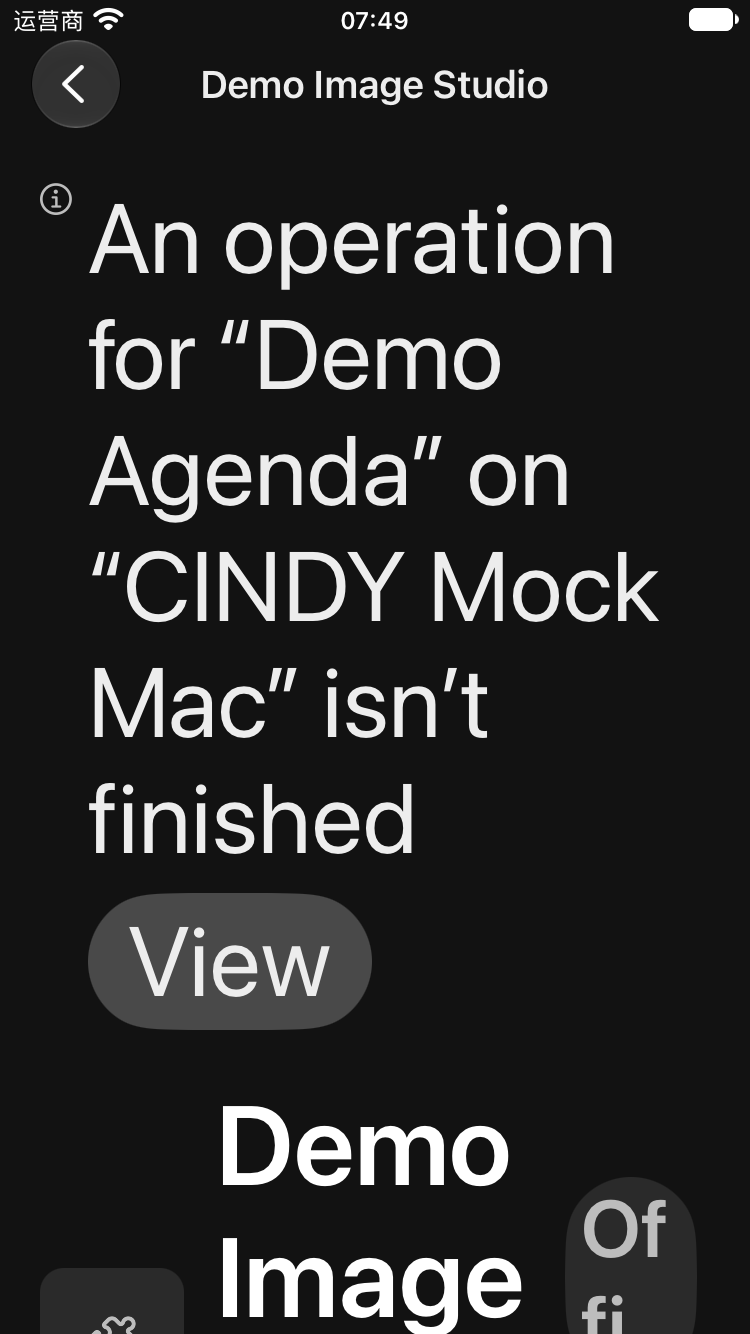 运营商
07:49
Demo Image Studio
An operation
for “Demo
Agenda” on
“CINDY Mock
Mac” isn’t
finished
View
Demo
Image
Of
fi